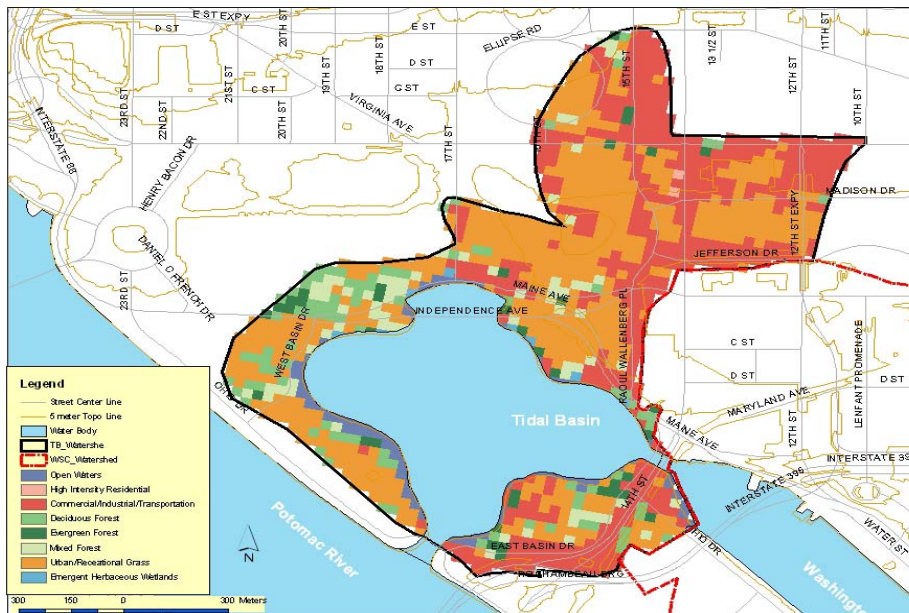 E ST EXPY
D ST
20TH ST
E ST
18TH ST
D ST
C ST
ELLIPSE RD
15TH ST
13 1/2 ST
12TH ST
11TH ST
INTERSTATE 66
23RD ST
22ND ST
21ST ST
C ST
20TH ST
19TH ST
VIRGINIA AVE
17TH ST
10TH ST
HENRY BACON DR
DANIEL C FRENCH DR
23RD ST
MADISON DR
12TH ST EXPY
JEFFERSON DR
MAINE AVE
INDEPENDENCE AVE
WEST BASIN DR
RAOUL WALLENBERG PL
C ST
D ST
LENFANT PROMENADE
D ST
MARYLAND AVE
12TH ST
MAINE AVE
INTERSTATE 395
INTERSTATE 395
WATER ST
OHIO DR
Tidal Basin
14TH ST
EAST BASIN DR
OHIO DR
Potomac River
Washington
N
Legend
Street Center Line
5 meter Topo Line
Water Body
TB_Watershe
WSC_Watershed
Open Waters
High Intensity Residential
Commercial/Industrial/Transportation
Deciduous Forest
Evergreen Forest
Mixed Forest
Urban/Receational Grass
Emergent Herbaceous Wetlands
300 150 0 300 Meters